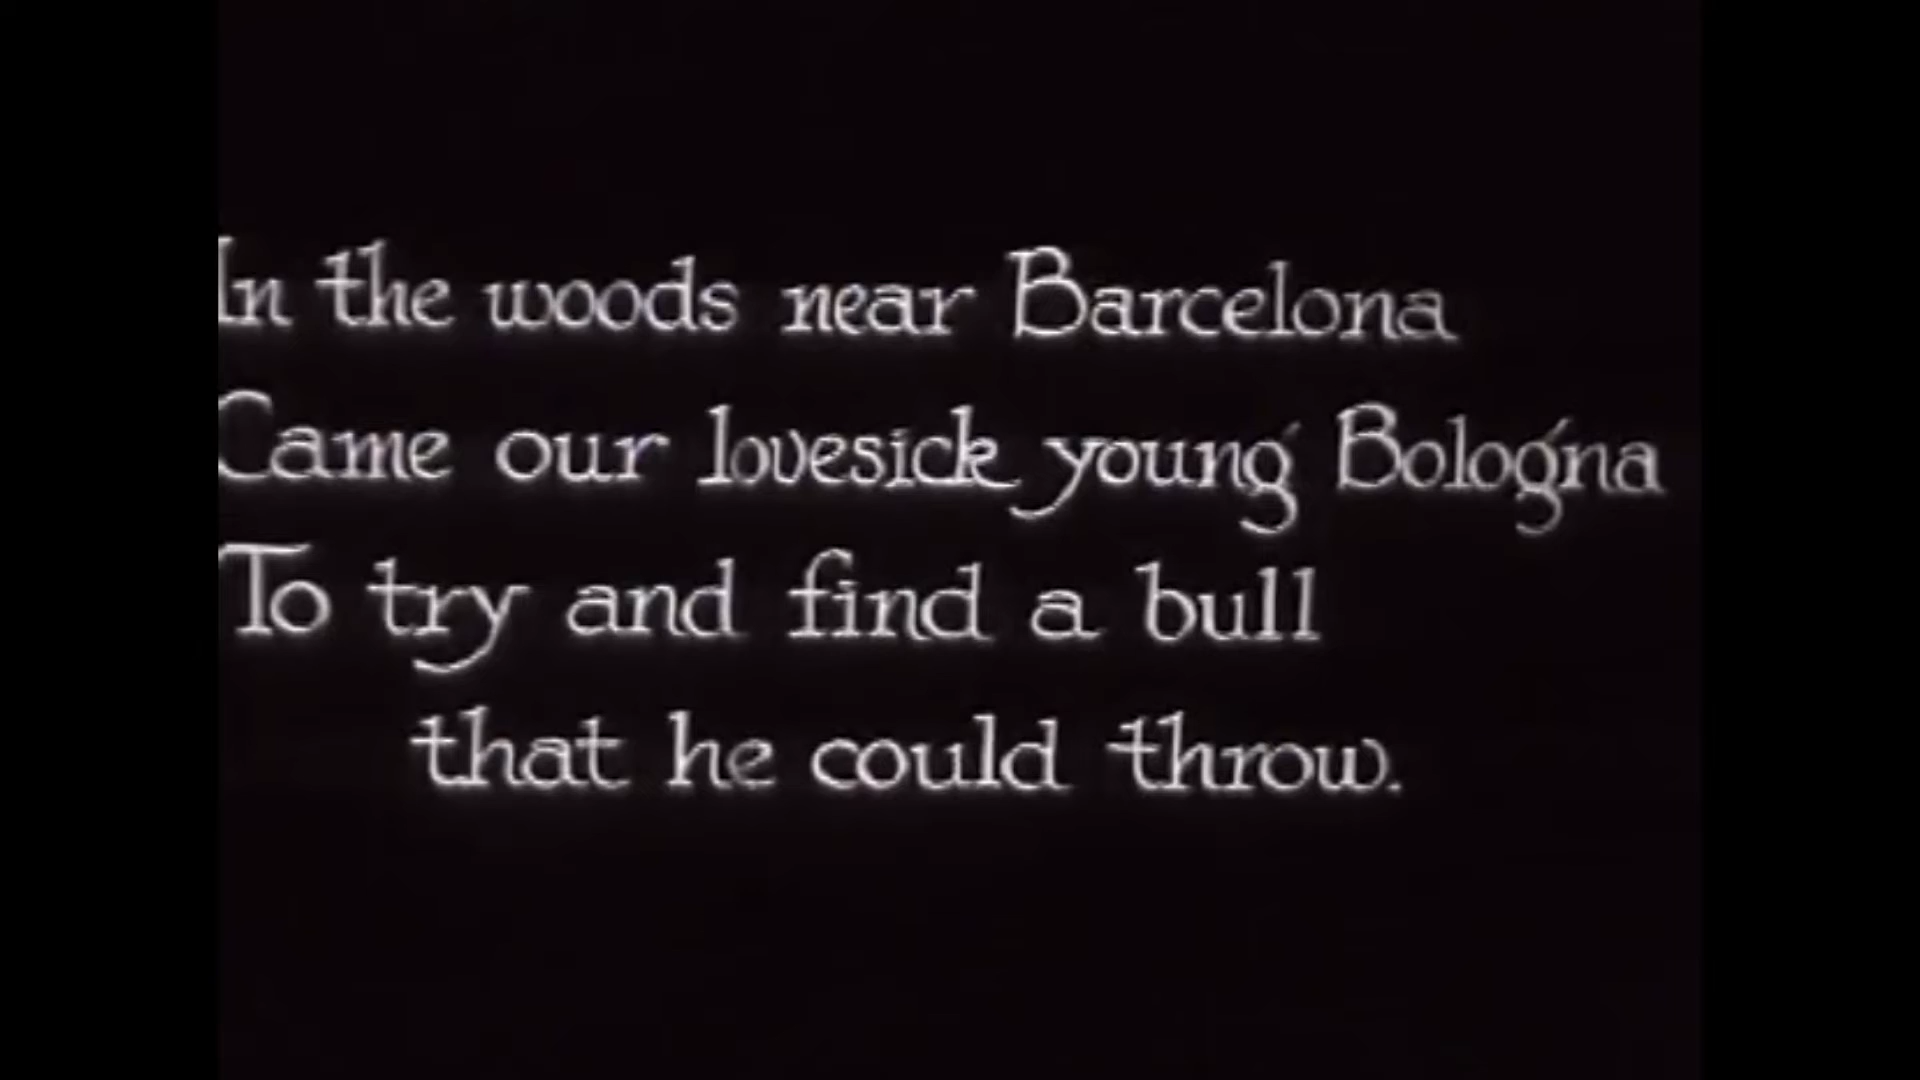 In the woods near Barcelona
Came our lovesick young Bologna
To try and find a bull
that he could throw.